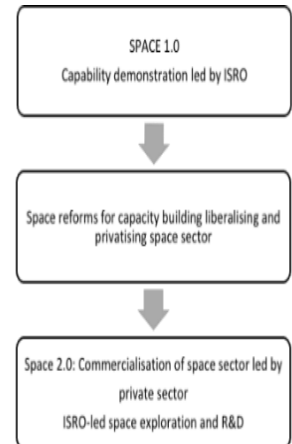 SPACE 1.0
Capability demonstration led by ISRO
Space reforms for capacity building liberalising and
privatising space sector
Space 2.0: Commercialisation of space sector led by
private sector
ISRO-led space exploration and R&D